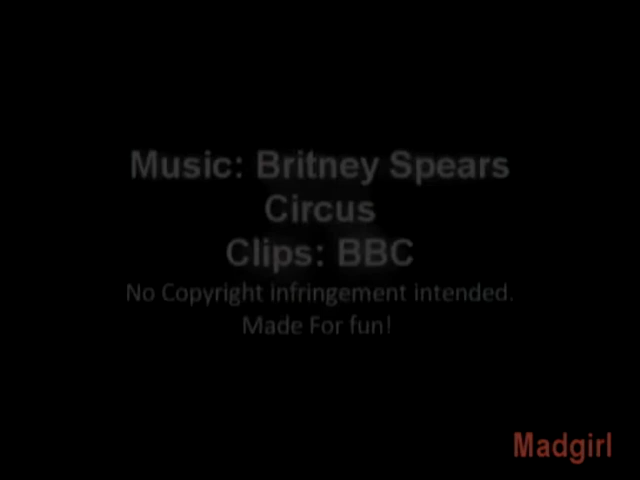 Music: Britney Spears
Circus
Clips: BBC
No Copyright infringement intended.
Made For fun!
Madgirl